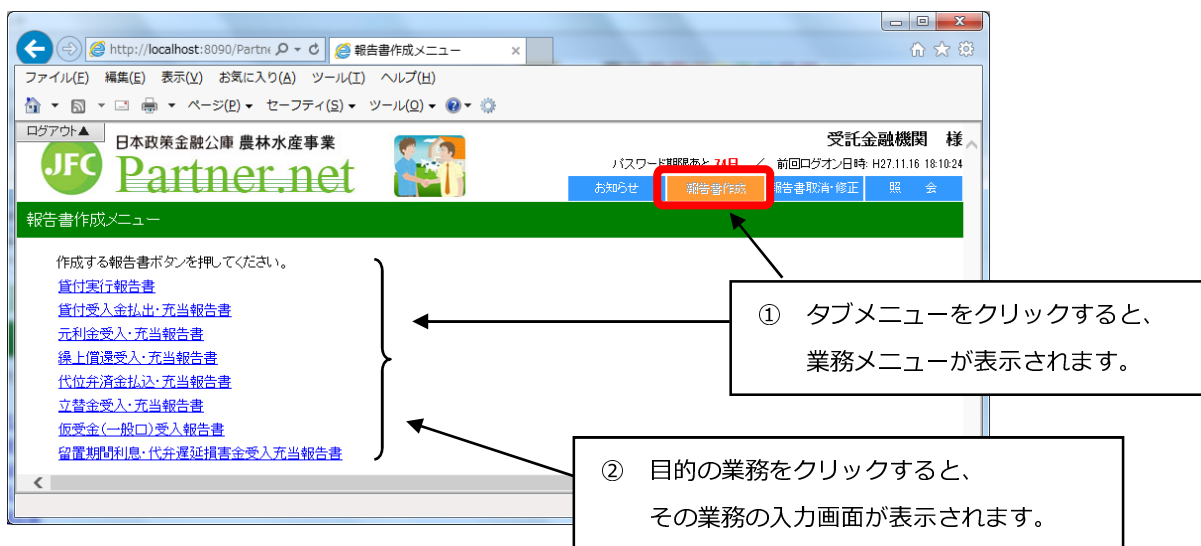 http://localhost:8090/Partne
報告書作成メニュー
ファイル(F) 編集(E) 表示(V) お気に入り(A) ツール(T) ヘルプ(H)
ページ(P) セーフティ(S) ツール(O)
ログアウト▲
JFC
日本政策金融公庫 農林水産事業
Partner.net
受託金融機関 様
パスワード期限あと 74日 / 前回ログオン日時: H27.11.16 18:10:24
お知らせ 報告書作成 報告書取消・修正 照 会
報告書作成メニュー
作成する報告書ボタンを押してください。
貸付実行報告書
貸付受入金払出・充当報告書
元利金受入・充当報告書
繰上償還受入・充当報告書
代位弁済金払込・充当報告書
立替金受入・充当報告書
仮受金(一般口)受入報告書
留置期間利息・代弁遅延損害金受入充当報告書
① タブメニューをクリックすると、
業務メニューが表示されます。
② 目的の業務をクリックすると、
その業務の入力画面が表示されます。